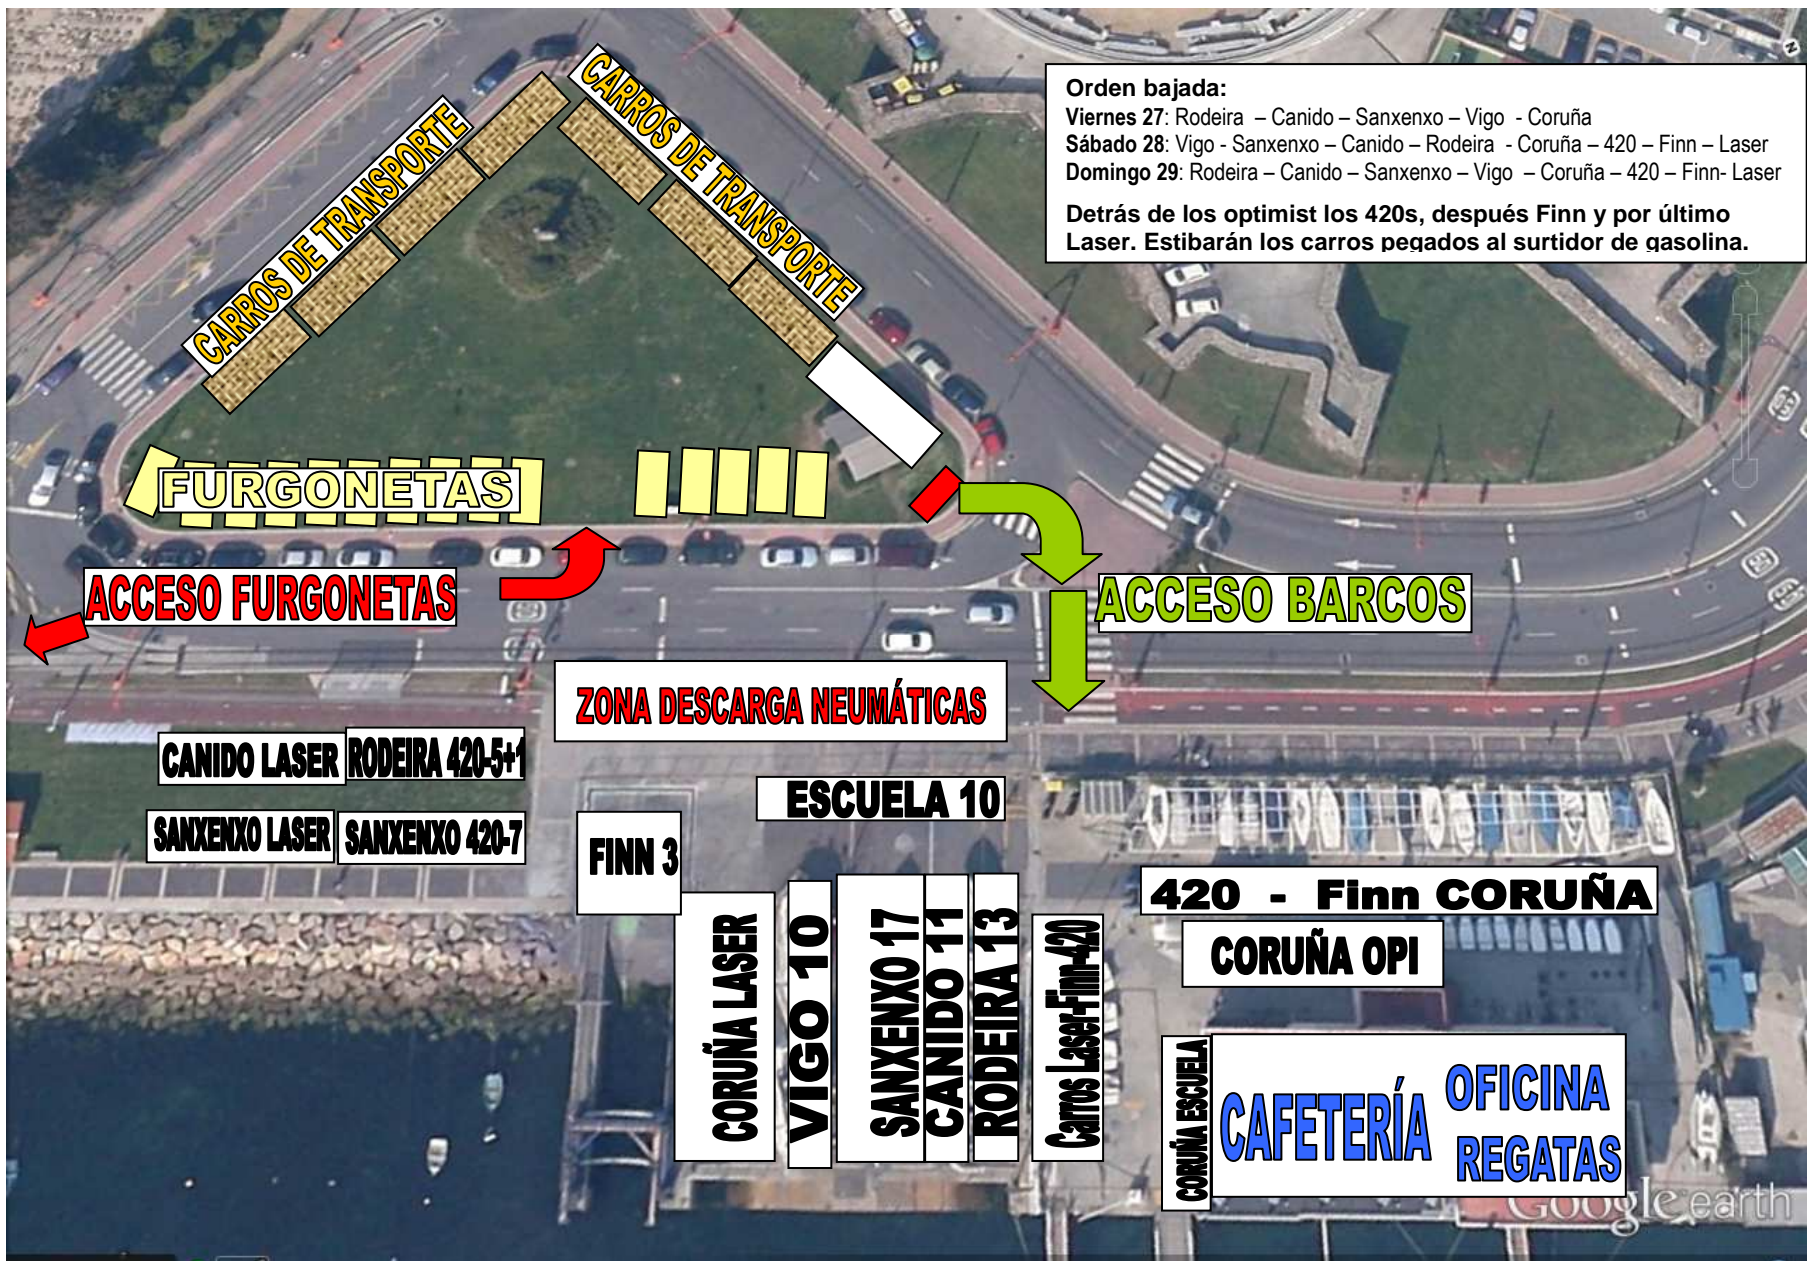 CARROS DE TRANSPORTE
CARROS DE TRANSPORTE
Orden bajada:
Viernes 27: Rodeira – Canido – Sanxenxo – Vigo - Coruña
Sábado 28: Vigo - Sanxenxo – Canido – Rodeira - Coruña – 420 – Finn – Laser
Domingo 29: Rodeira – Canido – Sanxenxo – Vigo – Coruña – 420 – Finn- Laser
Detrás de los optimist los 420s, después Finn y por último
Laser. Estibarán los carros pegados al surtidor de gasolina.
FURGONETAS
ACCESO FURGONETAS
ACCESO BARCOS
ZONA DESCARGA NEUMÁTICAS
CANIDO LASER
RODEIRA 420-5+1
SANXENXO LASER
SANXENXO 420-7
ESCUELA 10
FINN 3
CORUÑA LASER
VIGO 10
SANXENXO 17
CANIDO 11
RODEIRA 13
Carros Laser-Finn-420
420 - Finn CORUÑA
CORUÑA OPI
CORUÑA ESCUELA
CAFETERÍA
OFICINA
REGATAS
Google earth